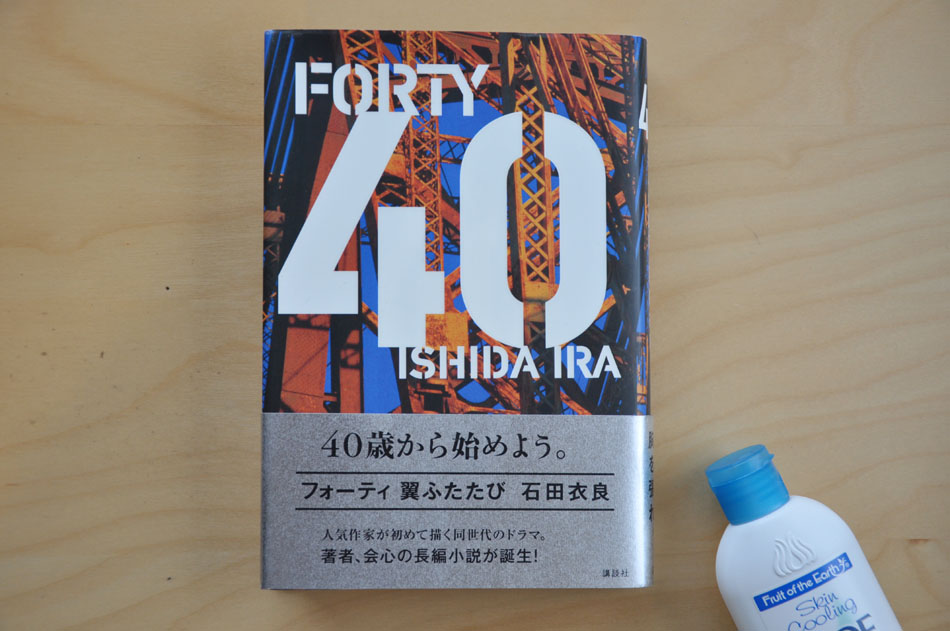 FORTY
40
ISHIDA IRA
40歳から始めよう。
フォーティ 翼ふたたび 石田衣良
人気作家が初めて描く同世代のドラマ。
著者、会心の長編小説が誕生!
講談社
Fruit of the Earth
Skin
Cooling